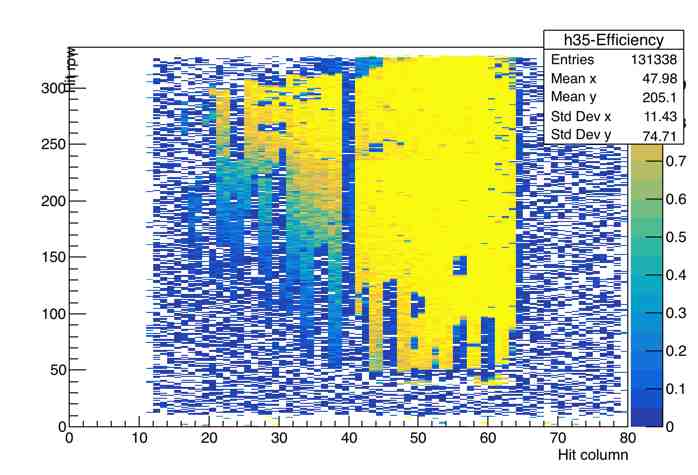 h35-Efficiency
Entries 131338
Mean x 47.98
Mean y 205.1
Std Dev x 11.43
Std Dev y 74.71
300
250
200
150
100
50
0
0 10 20 30 40 50 60 70 80
Hit column
0.7
0.6
0.5
0.4
0.3
0.2
0.1
0